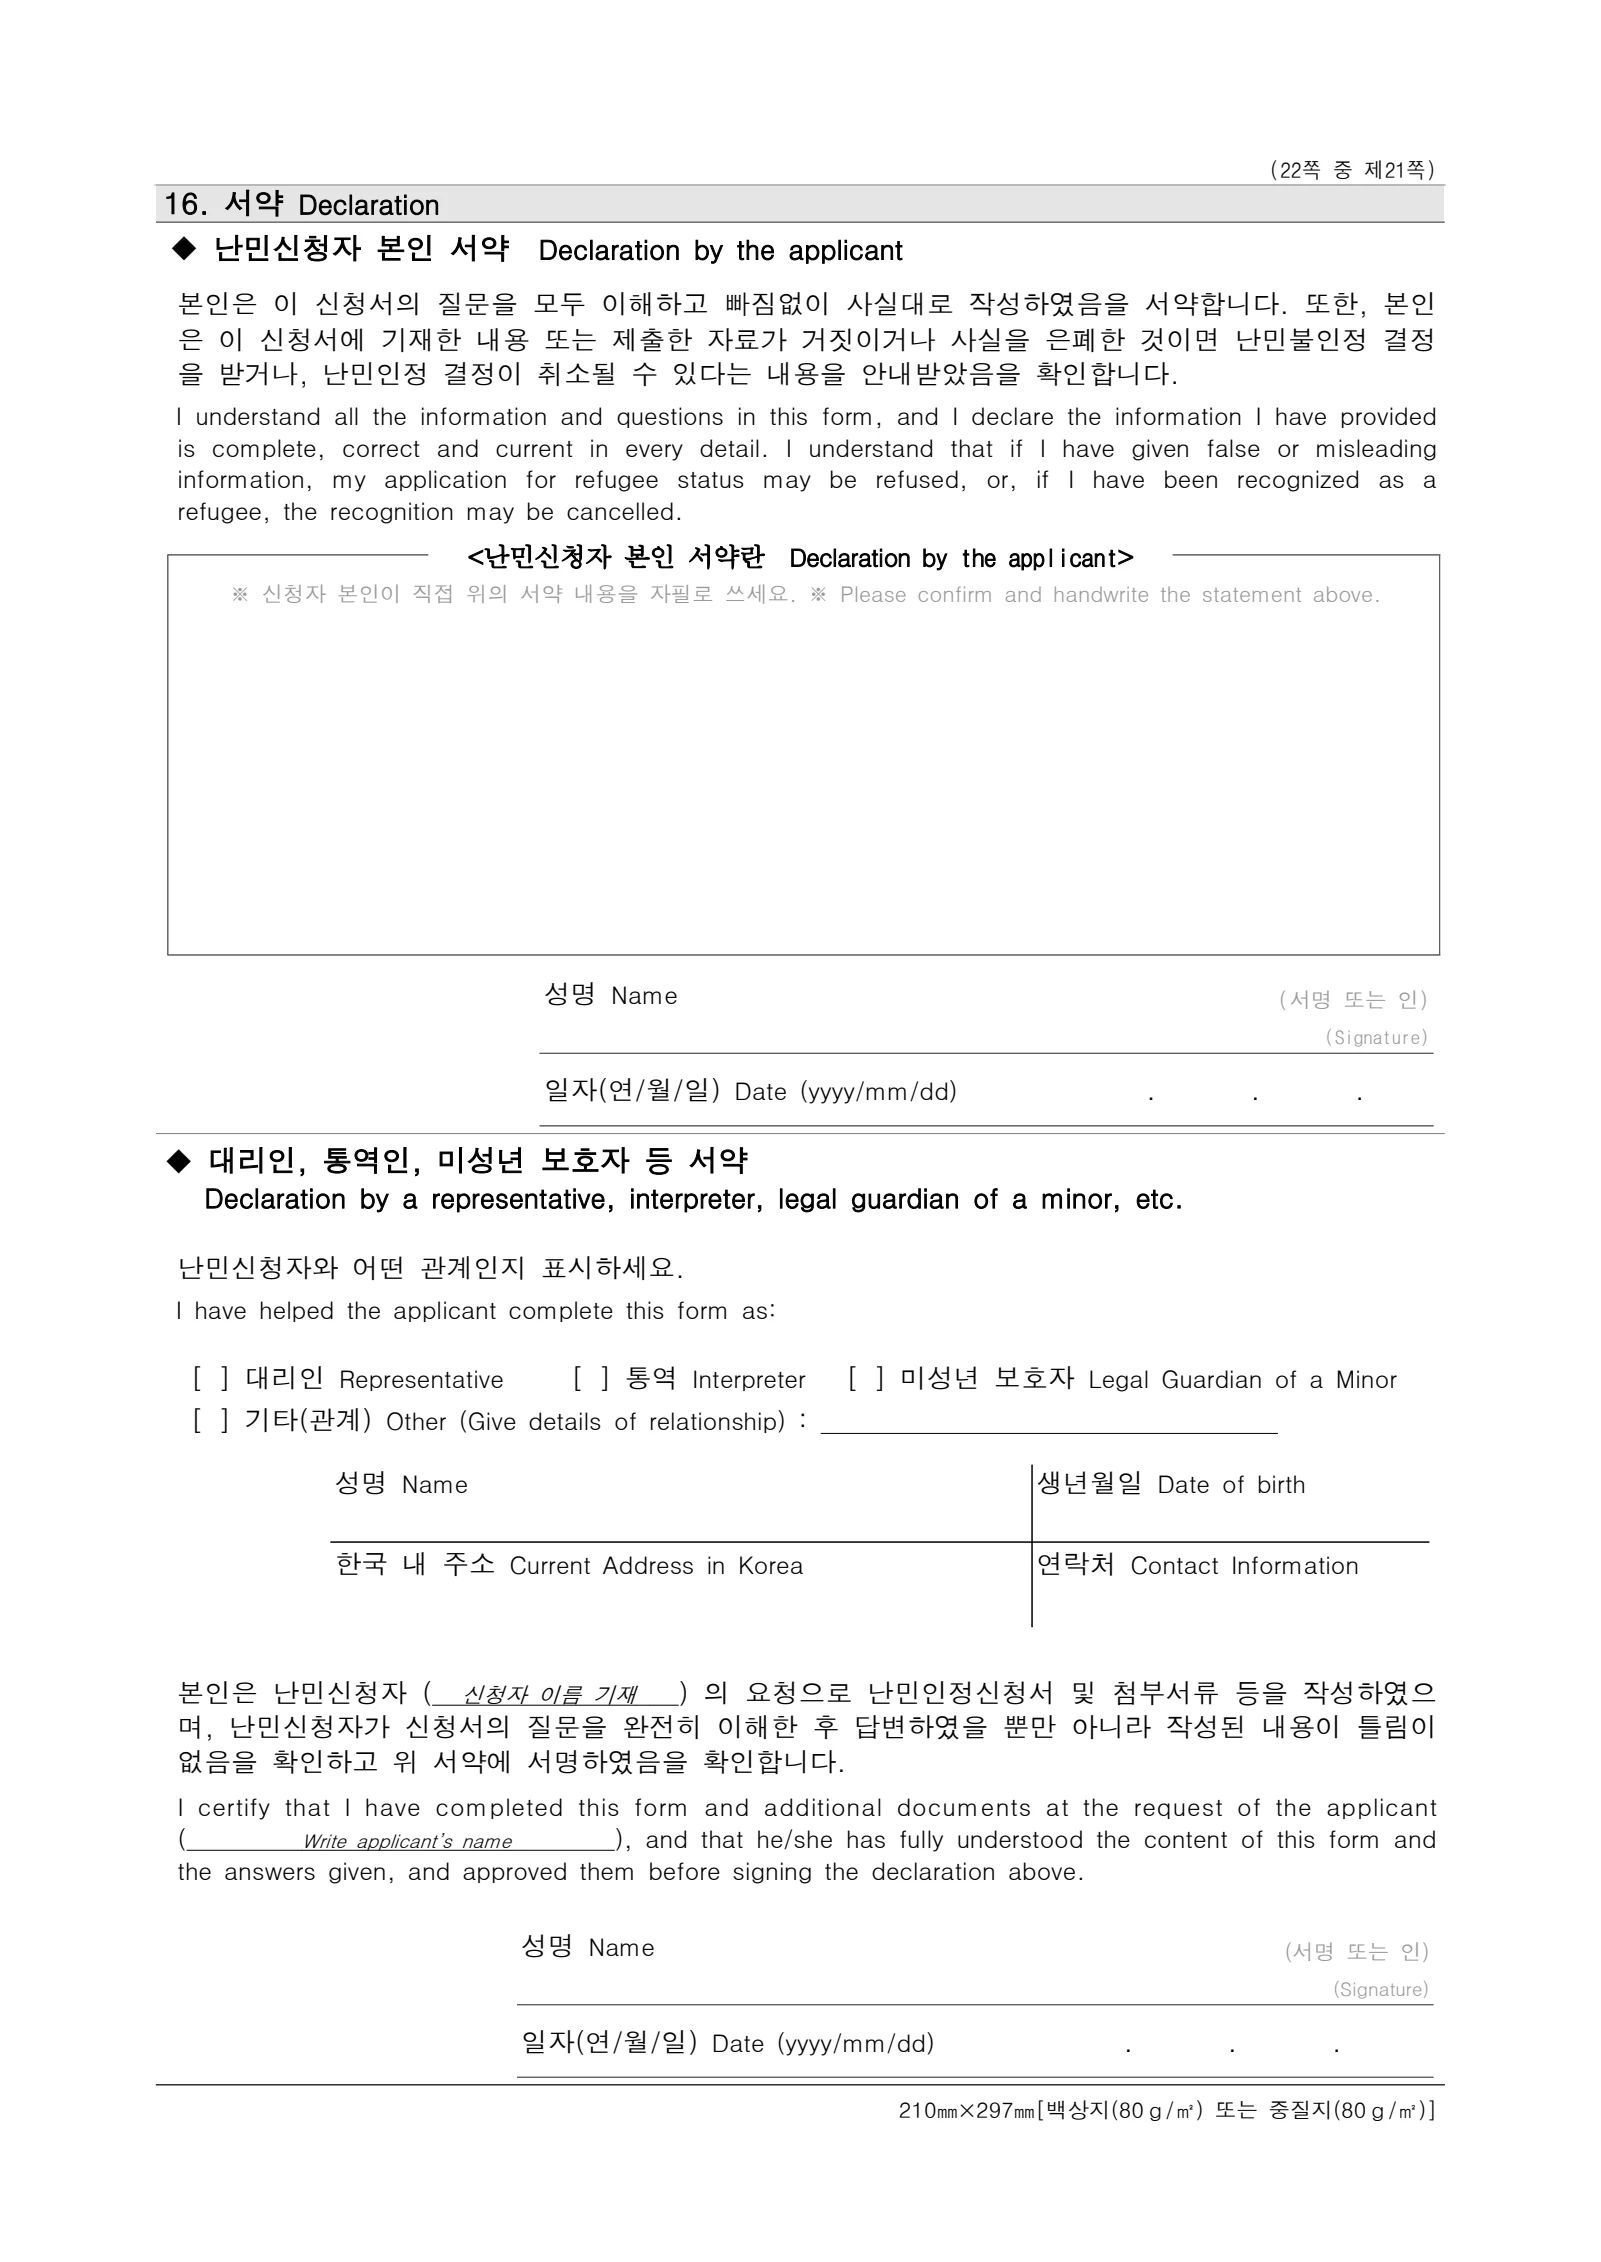 (22쪽 중 제21쪽)
16. 서약 Declaration
◆ 난민신청자 본인 서약 Declaration by the applicant
본인은 이 신청서의 질문을 모두 이해하고 빠짐없이 사실대로 작성하였음을 서약합니다. 또한, 본인
은 이 신청서에 기재한 내용 또는 제출한 자료가 거짓이거나 사실을 은폐한 것이면 난민불인정 결정
을 받거나, 난민인정 결정이 취소될 수 있다는 내용을 안내받았음을 확인합니다.
I understand all the information and questions in this form, and I declare the information I have provided
is complete, correct and current in every detail. I understand that if I have given false or misleading
information, my application for refugee status may be refused, or, if I have been recognized as a
refugee, the recognition may be cancelled.
<난민신청자 본인 서약란 Declaration by the applicant>
※ 신청자 본인이 직접 위의 서약 내용을 자필로 쓰세요. ※ Please confirm and handwrite the statement above.
성명 Name (서명 또는 인)
(Signature)
일자(연/월/일) Date (yyyy/mm/dd) . . .
◆ 대리인, 통역인, 미성년 보호자 등 서약
Declaration by a representative, interpreter, legal guardian of a minor, etc.
난민신청자와 어떤 관계인지 표시하세요.
I have helped the applicant complete this form as:
[ ] 대리인 Representative [ ] 통역 Interpreter [ ] 미성년 보호자 Legal Guardian of a Minor
[ ] 기타(관계) Other (Give details of relationship) :
성명 Name 생년월일 Date of birth
한국 내 주소 Current Address in Korea 연락처 Contact Information
본인은 난민신청자 ( 신청자 이름 기재 ) 의 요청으로 난민인정신청서 및 첨부서류 등을 작성하였으
며, 난민신청자가 신청서의 질문을 완전히 이해한 후 답변하였을 뿐만 아니라 작성된 내용이 틀림이
없음을 확인하고 위 서약에 서명하였음을 확인합니다.
I certify that I have completed this form and additional documents at the request of the applicant
( Write applicant's name ), and that he/she has fully understood the content of this form and
the answers given, and approved them before signing the declaration above.
성명 Name (서명 또는 인)
(Signature)
일자(연/월/일) Date (yyyy/mm/dd) . . .
210㎜×297㎜[백상지(80ｇ/㎡) 또는 중질지(80ｇ/㎡)]